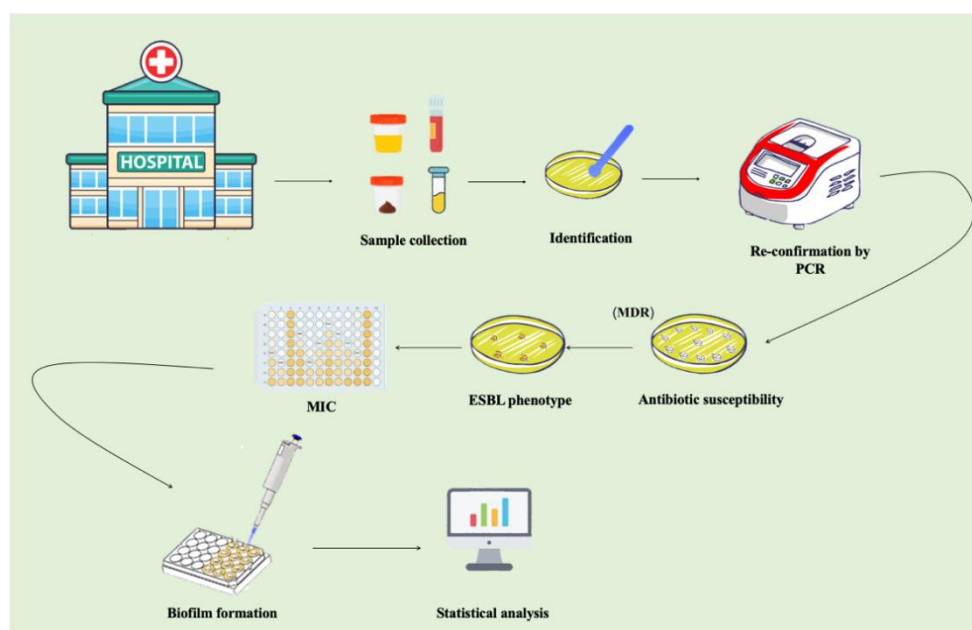 HOSPITAL
Sample collection
Identification
Re-confirmation by
PCR
(MDR)
MIC
ESBL phenotype
Antibiotic susceptibility
Biofilm formation
Statistical analysis